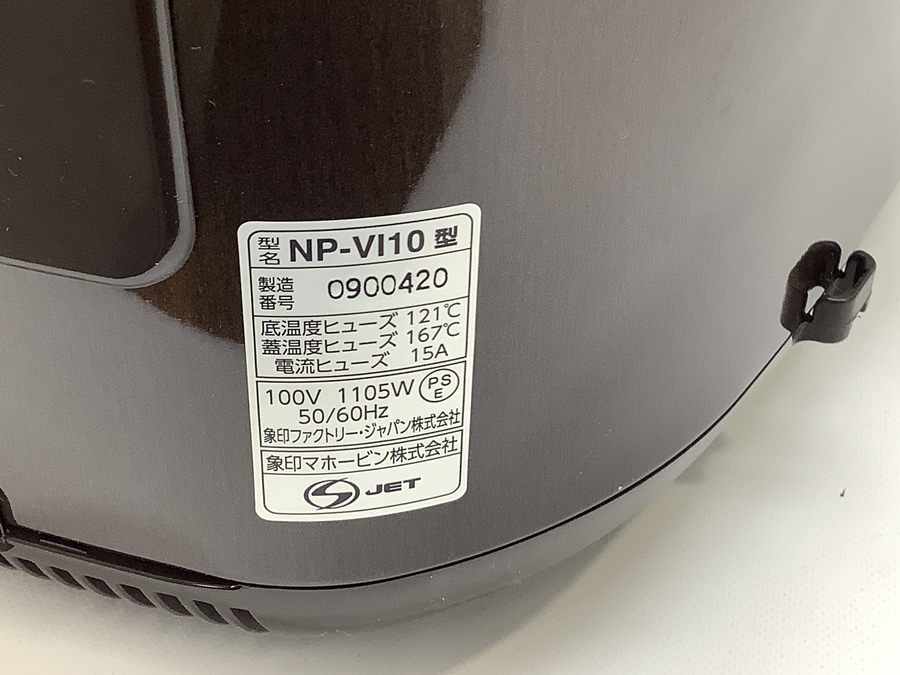 型名 NP-VI10 型
製造番号 0900420
底温度ヒューズ 121℃
蓋温度ヒューズ 167℃
電流ヒューズ 15A
100V 1105W PSE
50/60Hz
象印ファクトリー・ジャパン株式会社
象印マホービン株式会社
JET